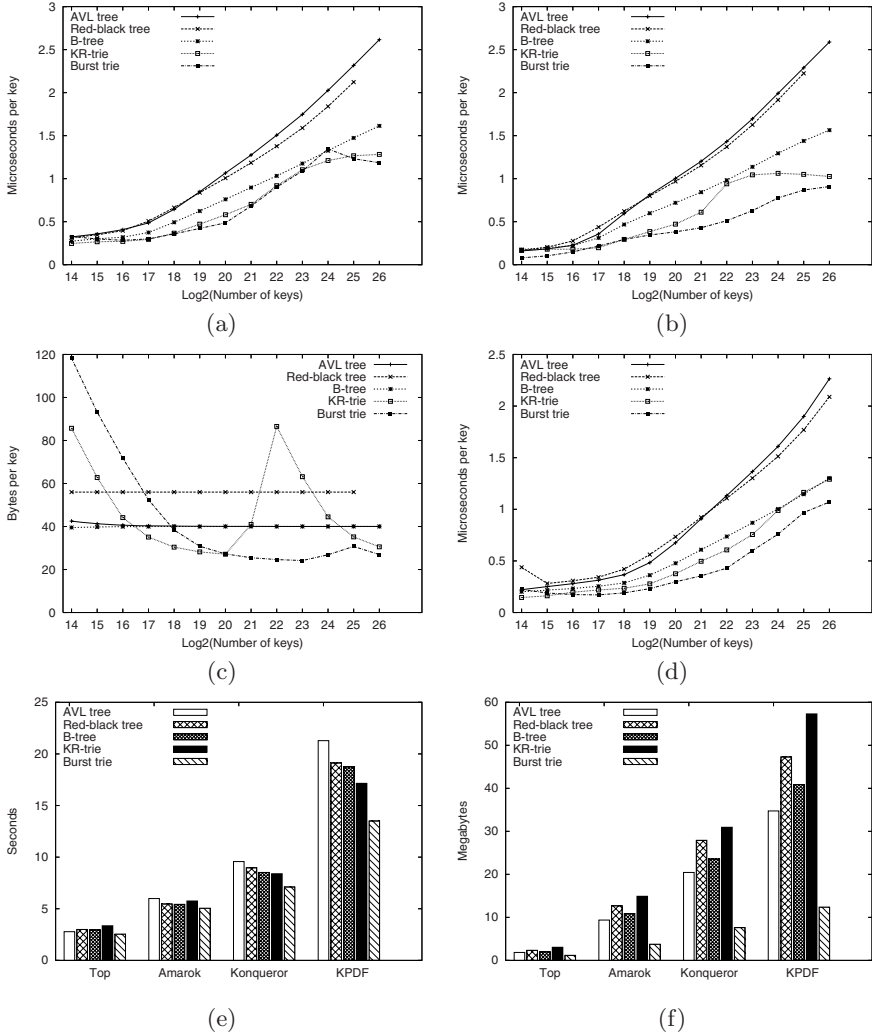 AVL tree
Red-black tree
B-tree
KR-trie
Burst trie
3
2.5
2
1.5
1
0.5
0
Microseconds per key
14 15 16 17 18 19 20 21 22 23 24 25 26
Log2(Number of keys)
(a)
AVL tree
Red-black tree
B-tree
KR-trie
Burst trie
3
2.5
2
1.5
1
0.5
0
Microseconds per key
14 15 16 17 18 19 20 21 22 23 24 25 26
Log2(Number of keys)
(b)
AVL tree
Red-black tree
B-tree
KR-trie
Burst trie
120
100
80
60
40
20
0
Bytes per key
14 15 16 17 18 19 20 21 22 23 24 25 26
Log2(Number of keys)
(c)
AVL tree
Red-black tree
B-tree
KR-trie
Burst trie
2.5
2
1.5
1
0.5
0
Microseconds per key
14 15 16 17 18 19 20 21 22 23 24 25 26
Log2(Number of keys)
(d)
AVL tree
Red-black tree
B-tree
KR-trie
Burst trie
25
20
15
10
5
0
Seconds
Top Amarok Konqueror KPDF
(e)
AVL tree
Red-black tree
B-tree
KR-trie
Burst trie
60
50
40
30
20
10
0
Megabytes
Top Amarok Konqueror KPDF
(f)